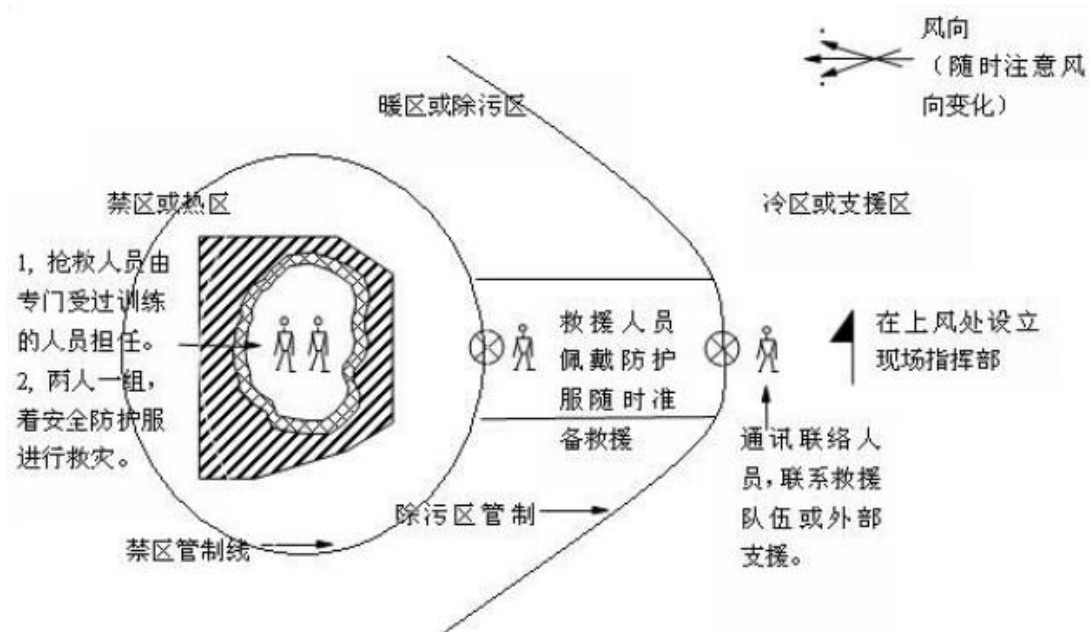 风向
（随时注意风
向变化）
暖区或除污区
禁区或热区
冷区或支援区
1, 抢救人员由
专门受过训练
的人员担任。
2, 两人一组，
着安全防护服
进行救灾。
救援人员
佩戴防护
服随时准
备救援
在上风处设立
现场指挥部
通讯联络人
员，联系救援
队伍或外部
支援。
除污区管制
禁区管制线